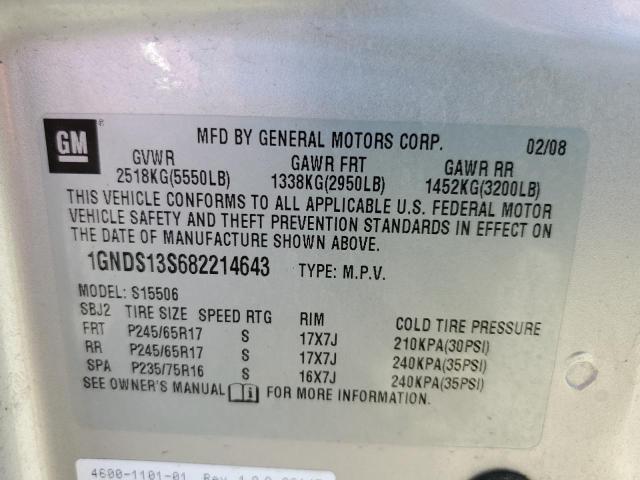 GM ®
MFD BY GENERAL MOTORS CORP. 02/08
GVWR GAWR FRT GAWR RR
2518KG(5550LB) 1338KG(2950LB) 1452KG(3200LB)
THIS VEHICLE CONFORMS TO ALL APPLICABLE U.S. FEDERAL MOTOR
VEHICLE SAFETY AND THEFT PREVENTION STANDARDS IN EFFECT ON
THE DATE OF MANUFACTURE SHOWN ABOVE.
1GNDS13S682214643 TYPE: M.P.V.
MODEL: S15506
SBJ2 TIRE SIZE SPEED RTG RIM COLD TIRE PRESSURE
FRT P245/65R17 S 17X7J 210KPA(30PSI)
RR P245/65R17 S 17X7J 240KPA(35PSI)
SPA P235/75R16 S 16X7J 240KPA(35PSI)
SEE OWNER'S MANUAL i FOR MORE INFORMATION.
4600-1101-01 Rev